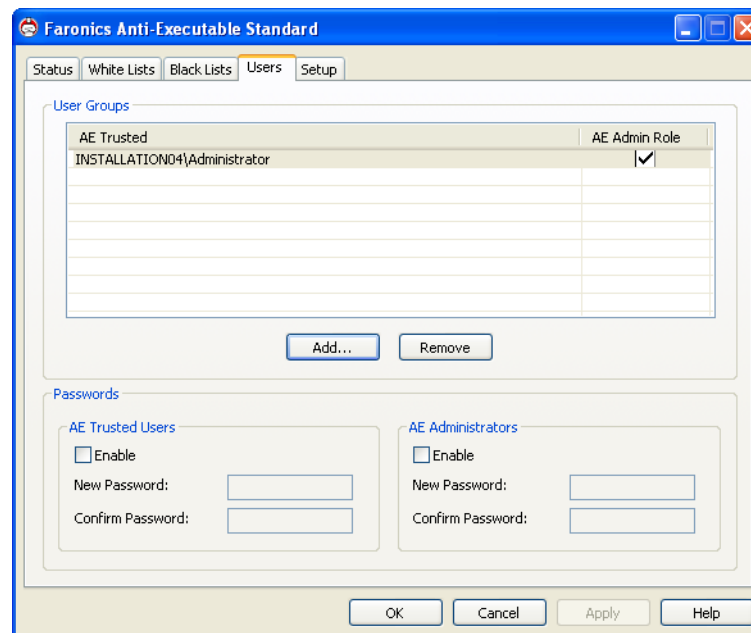 Faronics Anti-Executable Standard
Status White Lists Black Lists Users Setup
User Groups
AE Trusted AE Admin Role
INSTALLATION04\Administrator
Add... Remove
Passwords
AE Trusted Users AE Administrators
Enable Enable
New Password: New Password:
Confirm Password: Confirm Password:
OK Cancel Apply Help